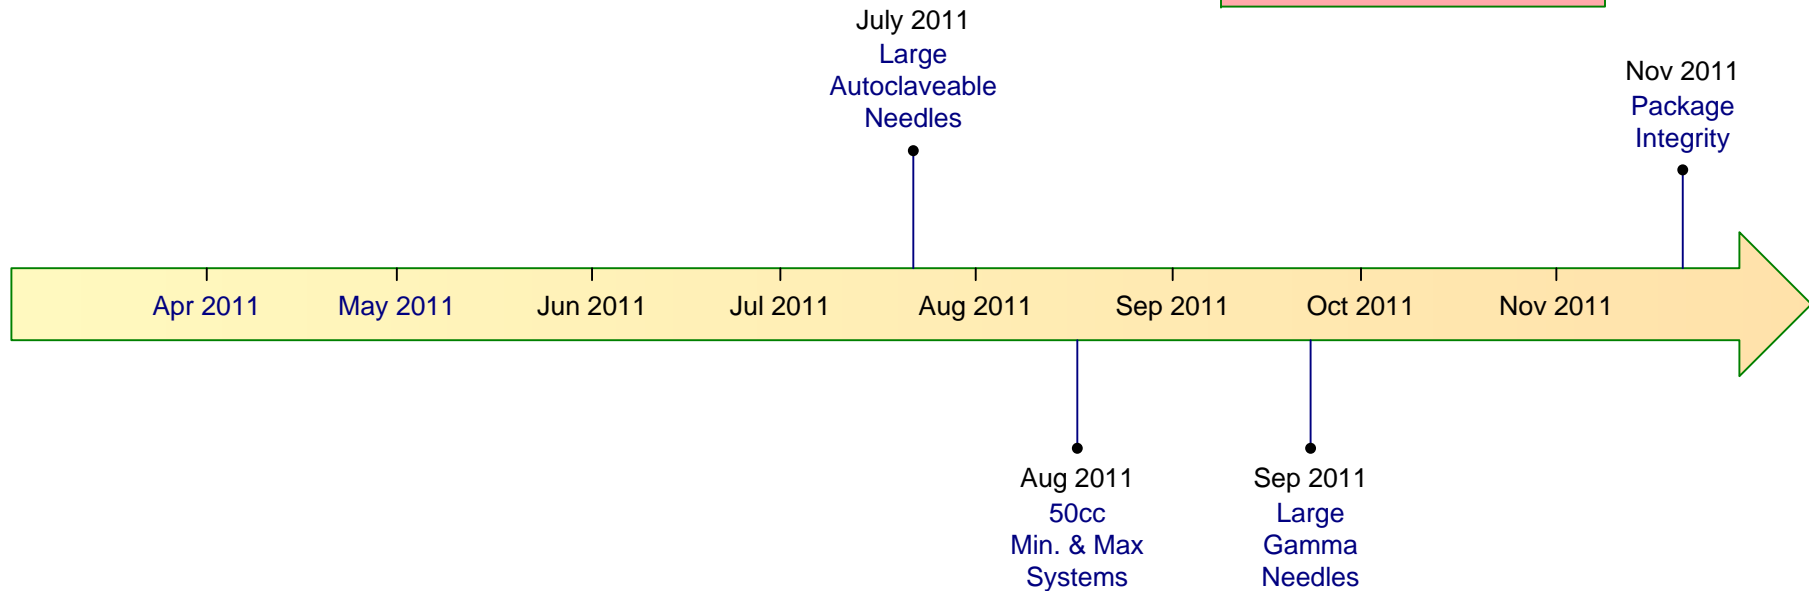 July 2011
Large
Autoclaveable
Needles
Nov 2011
Package
Integrity
Apr 2011
May 2011
Jun 2011
Jul 2011
Aug 2011
Sep 2011
Oct 2011
Nov 2011
Aug 2011
50cc
Min. & Max
Systems
Sep 2011
Large
Gamma
Needles